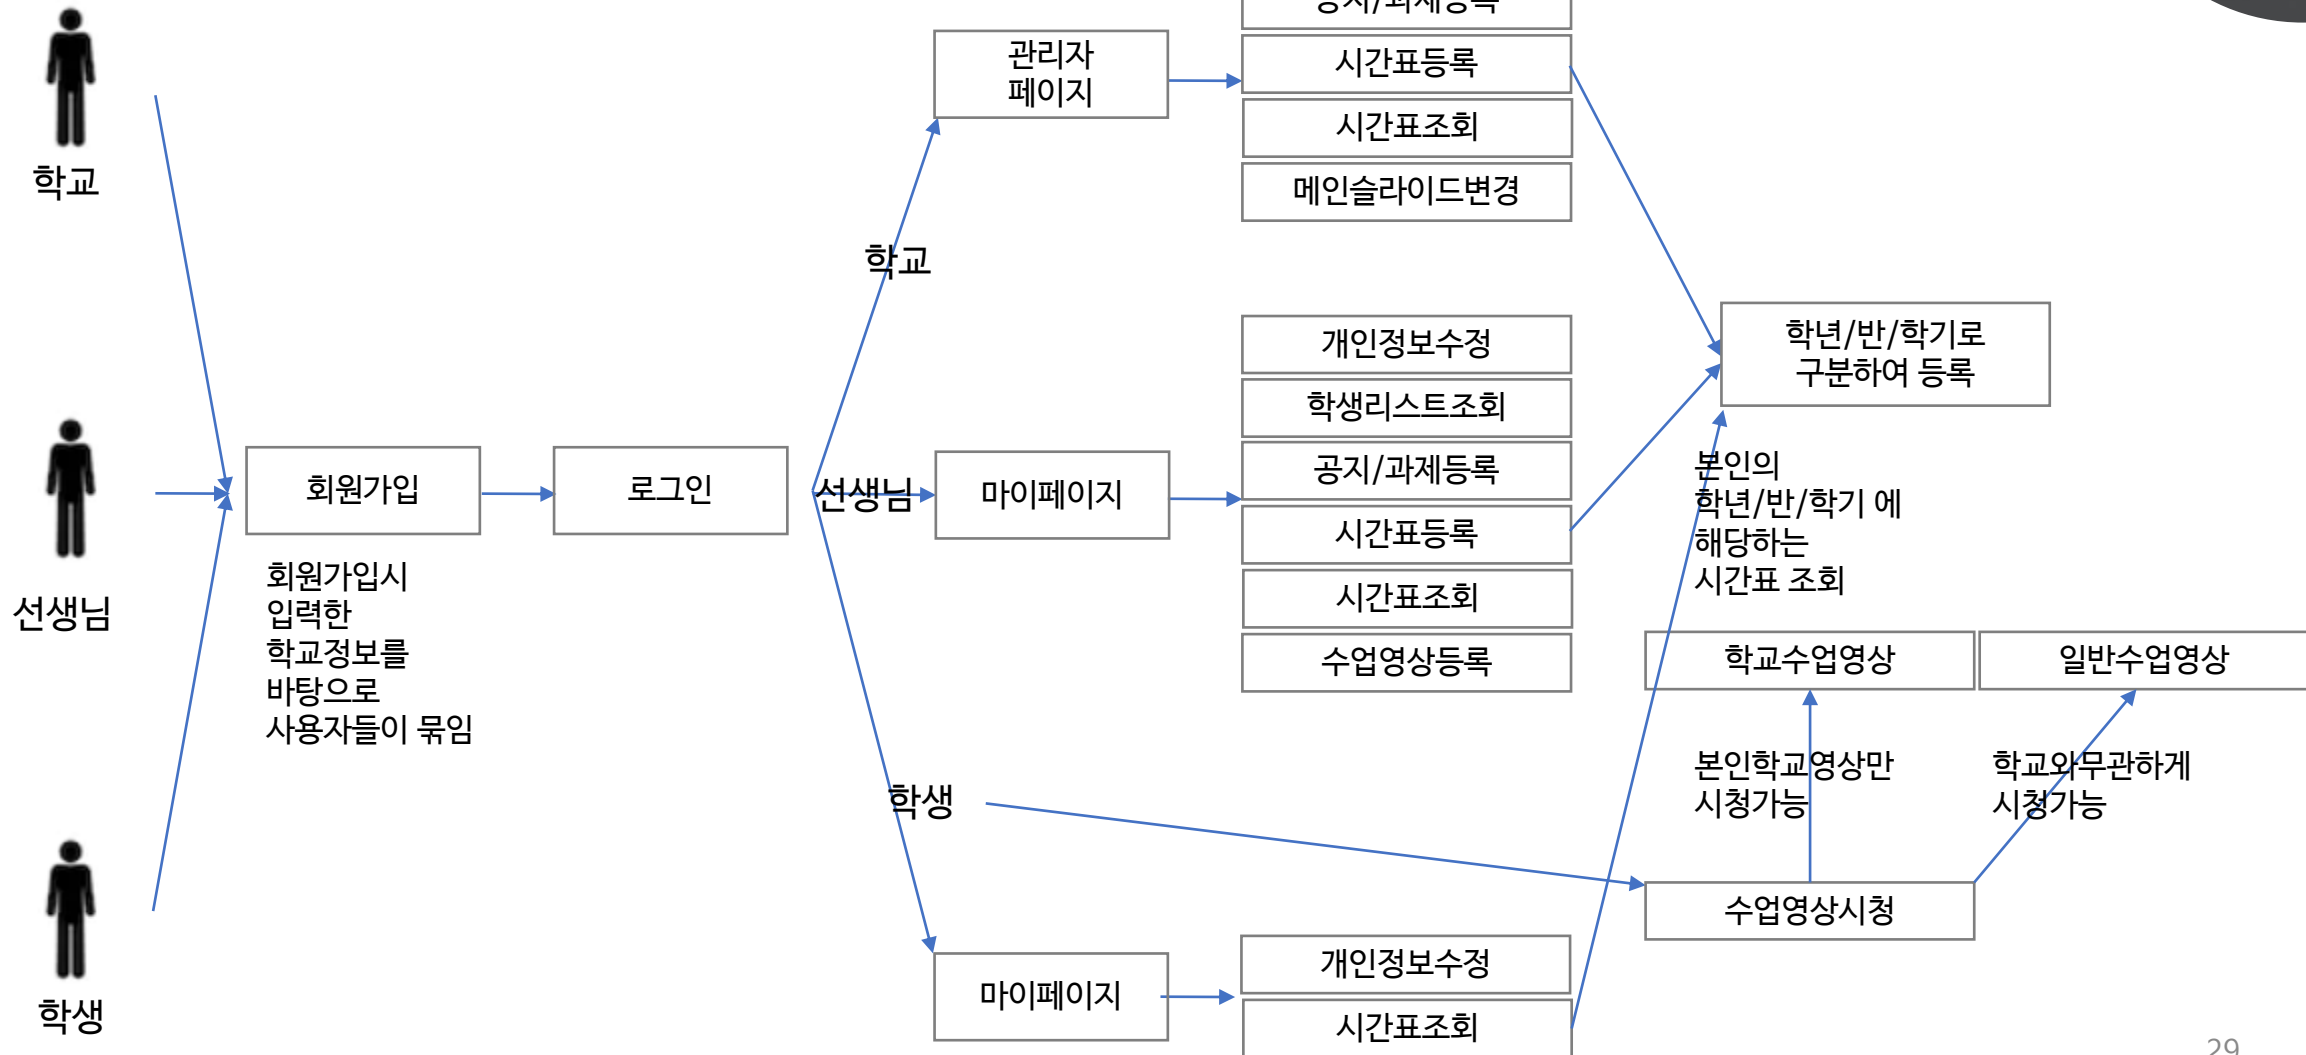 공지/과제등록
관리자
페이지
시간표등록
시간표조회
메인슬라이드변경
학교
학교
개인정보수정
학생리스트조회
공지/과제등록
시간표등록
시간표조회
수업영상등록
학년/반/학기로
구분하여 등록
회원가입
로그인
선생님
마이페이지
본인의
학년/반/학기 에
해당하는
시간표 조회
선생님
회원가입시
입력한
학교정보를
바탕으로
사용자들이 묶임
학교수업영상
일반수업영상
본인학교영상만
시청가능
학교와무관하게
시청가능
학생
수업영상시청
마이페이지
개인정보수정
시간표조회
학생
29